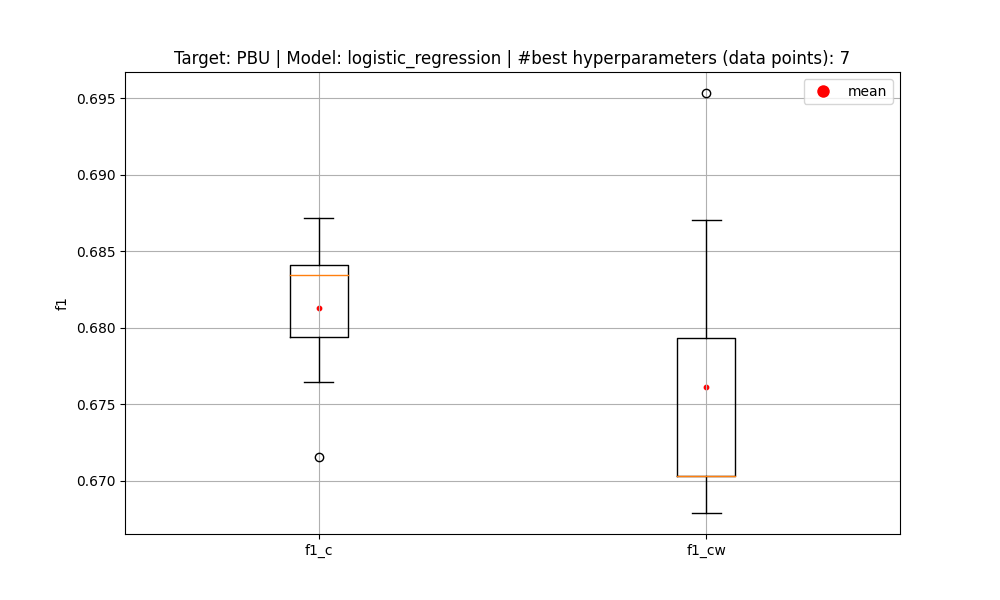 Target: PBU | Model: logistic_regression | #best hyperparameters (data points): 7
mean
0.695
0.690
0.685
0.680
0.675
0.670
f1
f1_c
f1_cw